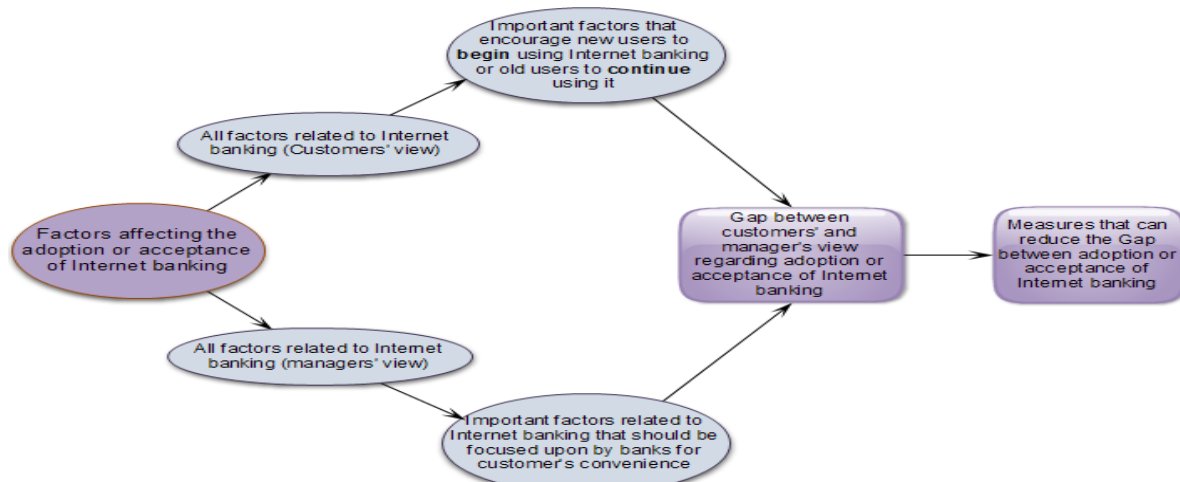 Important factors that
encourage new users to
begin using Internet banking
or old users to continue
using it
All factors related to Internet
banking (Customers' view)
Factors affecting the
adoption or acceptance
of Internet banking
Gap between
customers' and
manager's view
regarding adoption or
acceptance of Internet
banking
Measures that can
reduce the Gap
between adoption or
acceptance of
Internet banking
All factors related to Internet
banking (managers' view)
Important factors related to
Internet banking that should be
focused upon by banks for
customer's convenience